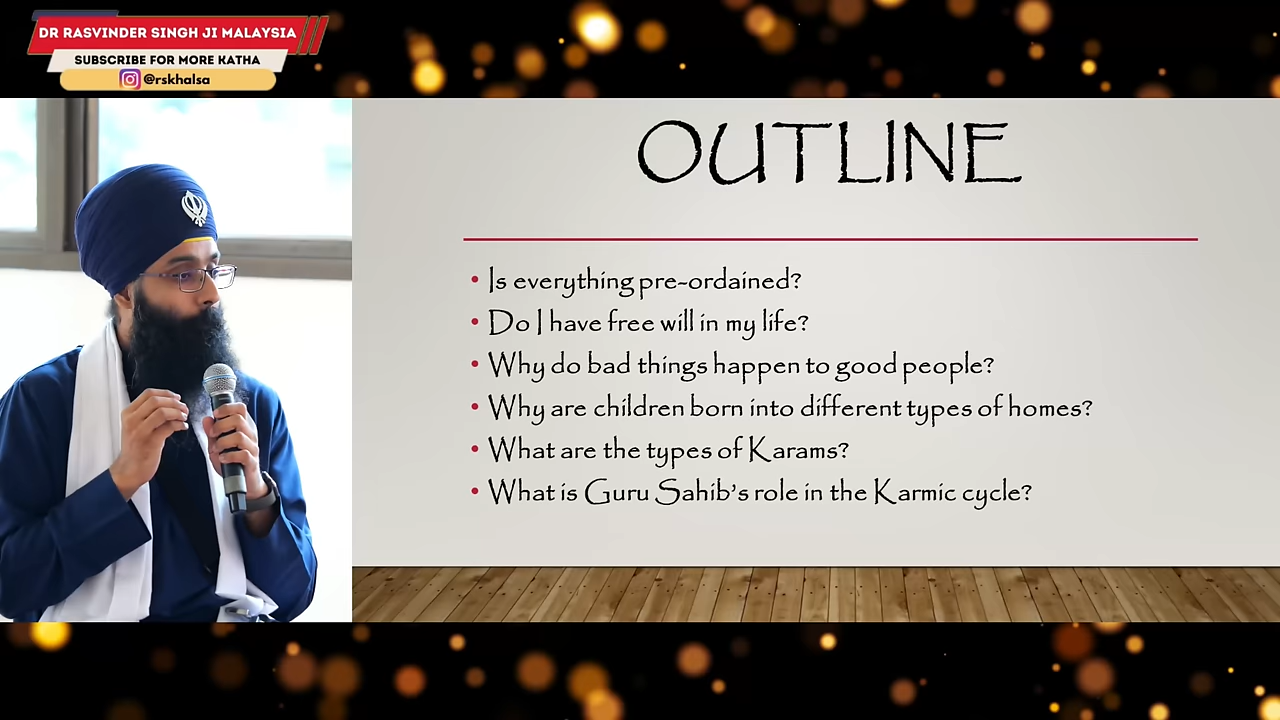 DR RASVINDER SINGH JI MALAYSIA
SUBSCRIBE FOR MORE KATHA
@rskhalsa
OUTLINE
• Is everything pre-ordained?
• Do I have free will in my life?
• Why do bad things happen to good people?
• Why are children born into different types of homes?
• What are the types of Karams?
• What is Guru Sahib's role in the Karmic cycle?